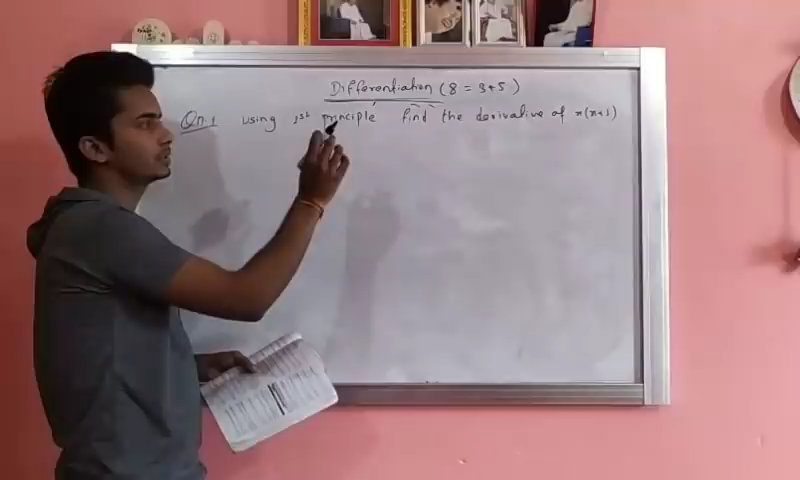 Differentiation (8 = 3+5)
Qn.1 Using 1st principle find the derivative of x(x+1)